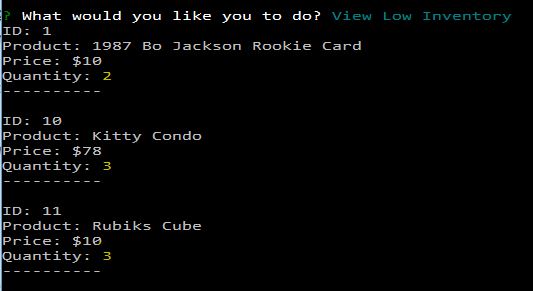 ? What would you like you to do? View Low Inventory
ID: 1
Product: 1987 Bo Jackson Rookie Card
Price: $10
Quantity: 2
----------
ID: 10
Product: Kitty Condo
Price: $78
Quantity: 3
----------
ID: 11
Product: Rubiks Cube
Price: $10
Quantity: 3
----------